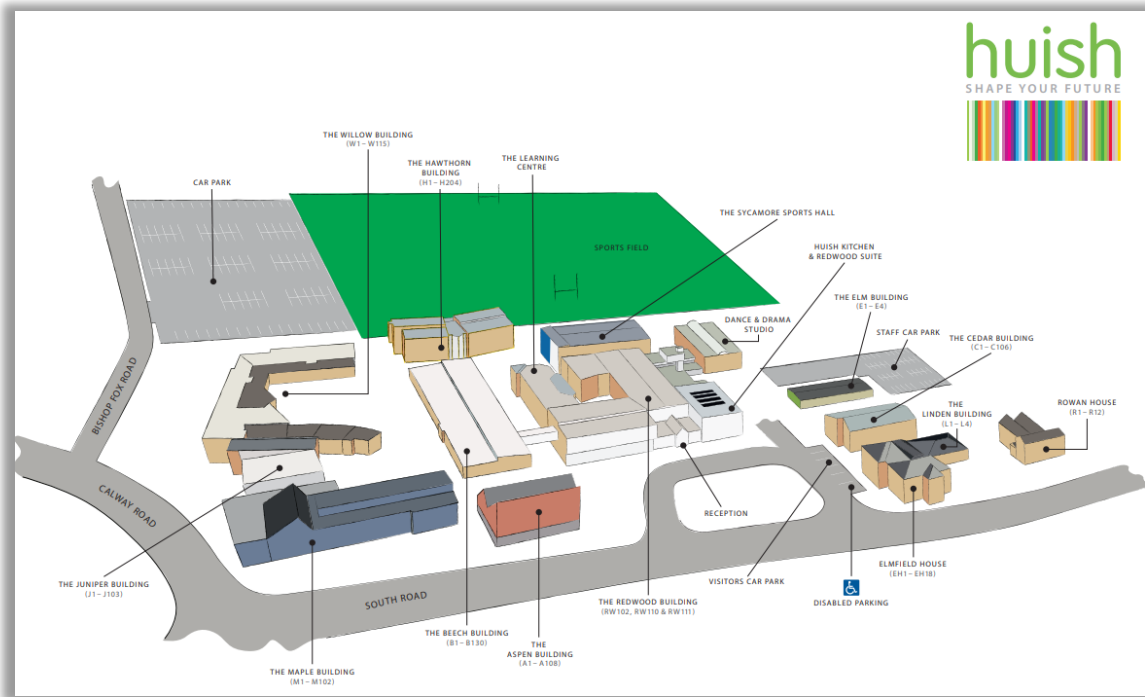 huish
SHAPE YOUR FUTURE
THE WILLOW BUILDING
(W1– W115)
THE HAWTHORN
BUILDING
(H1– H204)
THE LEARNING
CENTRE
CAR PARK
THE SYCAMORE SPORTS HALL
SPORTS FIELD
HUISH KITCHEN
& REDWOOD SUITE
THE ELM BUILDING
(E1– E4)
DANCE & DRAMA
STUDIO
STAFF CAR PARK
THE CEDAR BUILDING
(C1– C106)
THE
LINDEN BUILDING
(L1– L4)
ROWAN HOUSE
(R1– R12)
BISHOP FOX ROAD
CALWAY ROAD
RECEPTION
THE JUNIPER BUILDING
(J1– J103)
SOUTH ROAD
VISITORS CAR PARK
ELMFIELD HOUSE
(EH1– EH18)
DISABLED PARKING
THE REDWOOD BUILDING
(RW102, RW110 & RW111)
THE BEECH BUILDING
(B1– B130)
THE
ASPEN BUILDING
(A1– A108)
THE MAPLE BUILDING
(M1– M102)